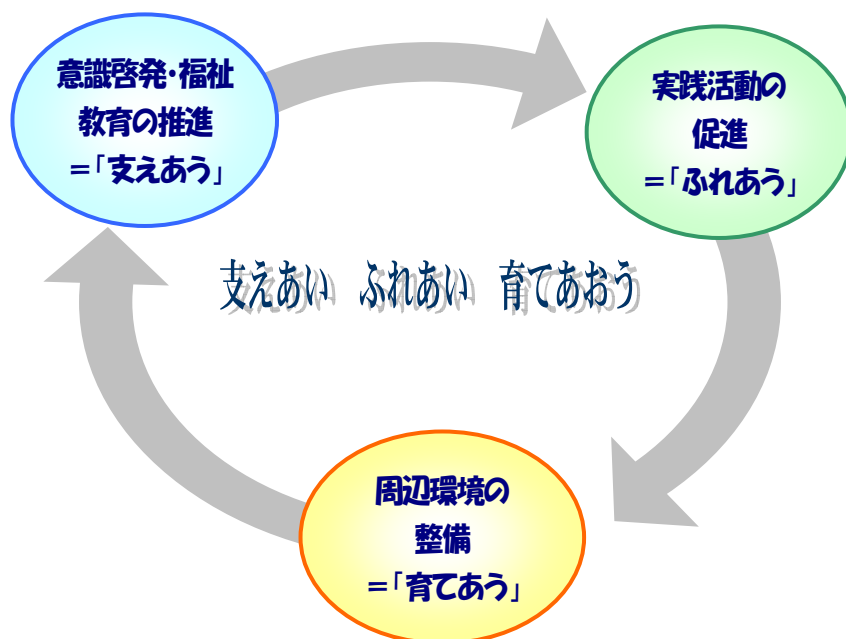 意識啓発・福祉
教育の推進
=「支えあう」
実践活動の
促進
=「ふれあう」
支えあい　ふれあい　育てあおう
周辺環境の
整備
=「育てあう」